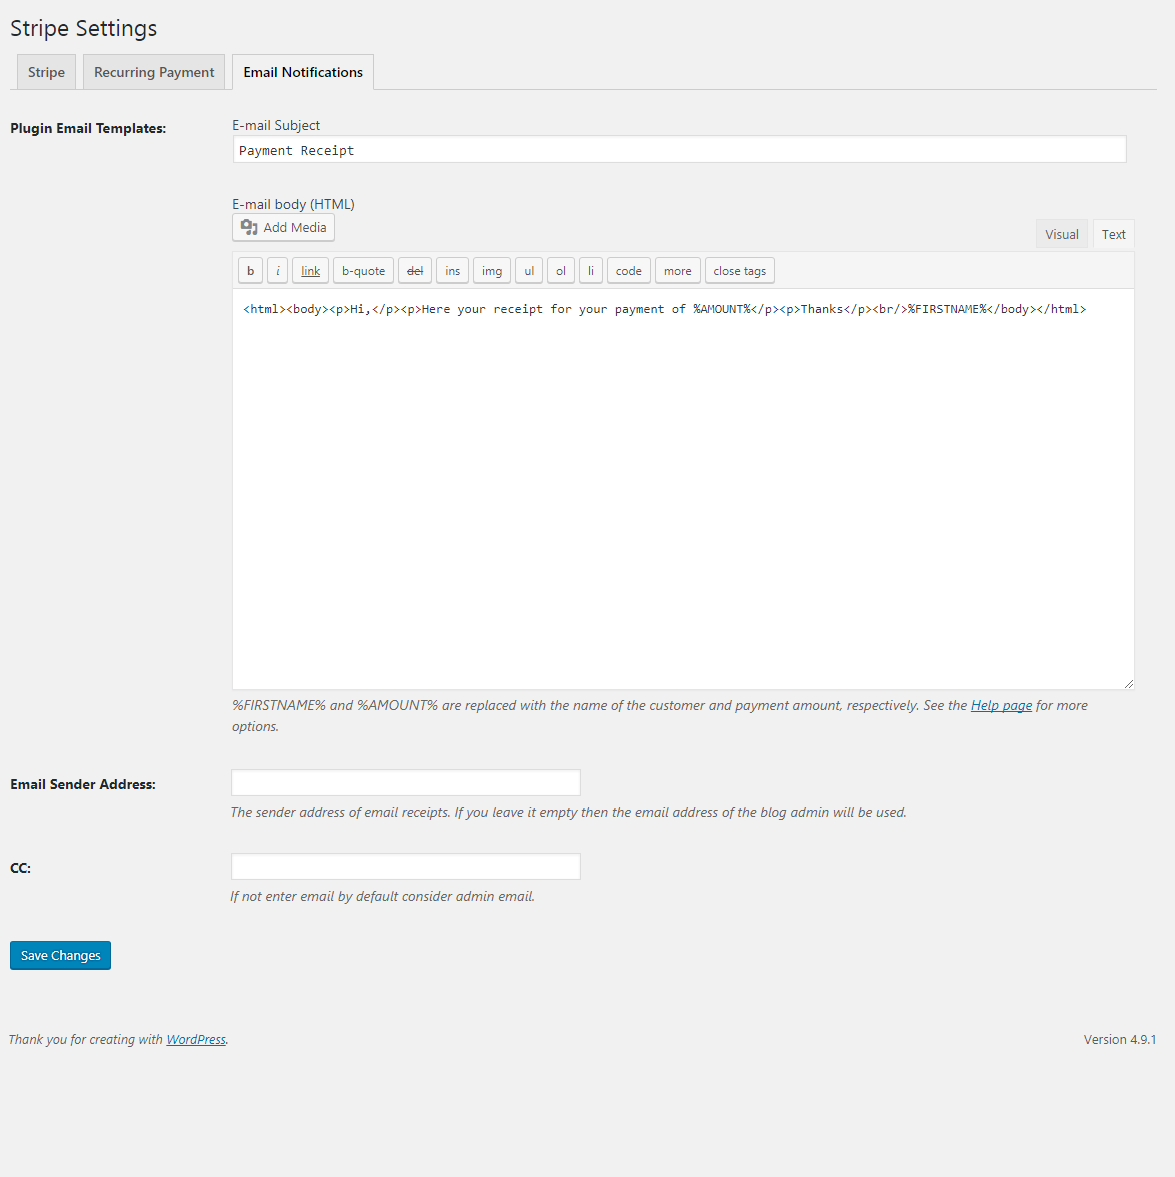 Stripe Settings
Stripe
Recurring Payment
Email Notifications
Plugin Email Templates:
E-mail Subject
Payment Receipt
E-mail body (HTML)
Add Media
Visual
Text
b
i
link
b-quote
del
ins
img
ul
ol
li
code
more
close tags
<html><body><p>Hi,</p><p>Here your receipt for your payment of %AMOUNT%</p><p>Thanks</p><br/>%FIRSTNAME%</body></html>
%FIRSTNAME% and %AMOUNT% are replaced with the name of the customer and payment amount, respectively. See the Help page for more
options.
Email Sender Address:
The sender address of email receipts. If you leave it empty then the email address of the blog admin will be used.
CC:
If not enter email by default consider admin email.
Save Changes
Thank you for creating with WordPress.
Version 4.9.1